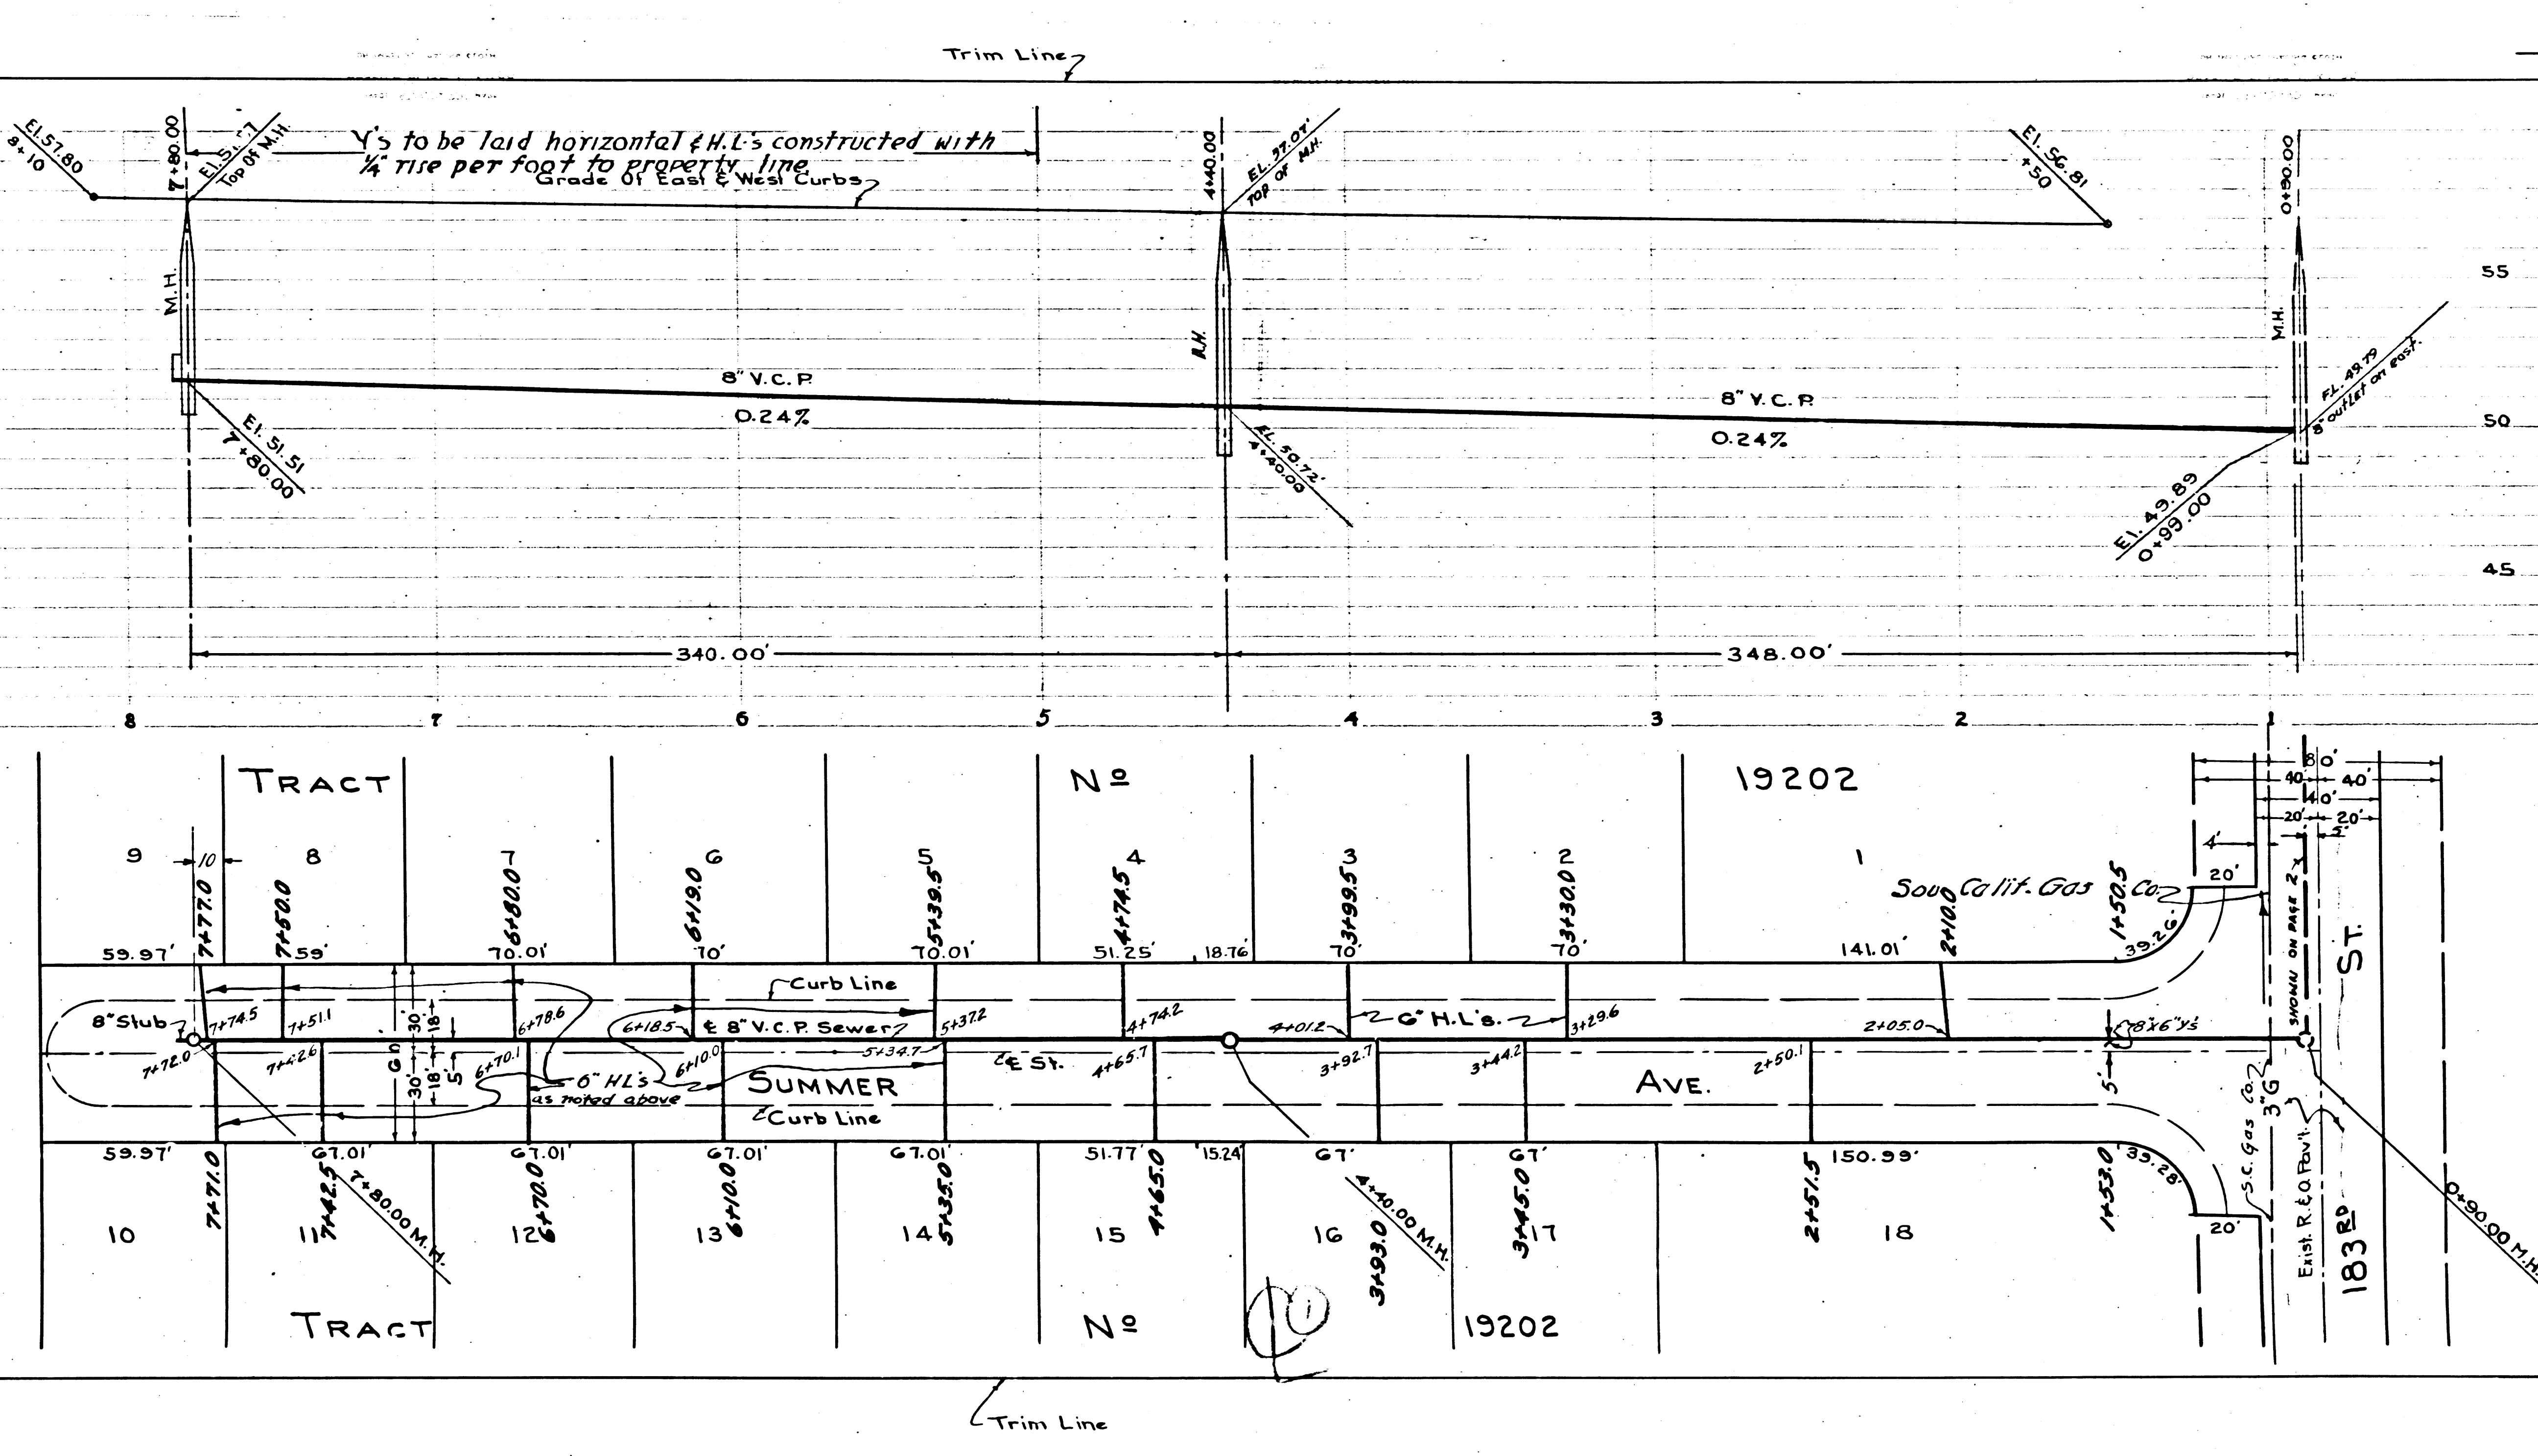 Trim Line
El. 57.80
8+10
7+80.00
Top Of M.H.
Y's to be laid horizontal & H.L.'s constructed with
1/4" rise per foot to property line
Grade Of East & West Curbs
4+40.00
EL. 57.07'
TOP OF M.H.
El. 56.81
+50
0+90.00
55
M.H.
M.H.
8" V.C.P.
0.24%
8" V.C.P.
0.24%
FL. 49.79
8" outlet on east.
50
El. 51.51
7+80.00
EL. 50.72'
4+40.00
El. 49.89
0+99.00
45
340.00'
348.00'
8 7 6 5 4 3 2 1
TRACT Nº 19202
80'
40' 40'
40'
20' 20'
5'
4'
20'
9 10 8 7 6 5 4 3 2 1
7+77.0 7+50.0 6+80.0 6+19.0 5+39.5 4+74.5 3+99.5 3+30.0 2+10.0 1+50.5
Sou. Calif. Gas Co.
59.97' 59' 70.01' 70' 70.01' 51.25' 18.76' 70' 70' 141.01' 39.26
Curb Line
8" Stub
7+74.5 7+51.1 6+78.6 6+18.5 ℄ 8" V.C.P. Sewer 5+37.2 4+74.2 4+01.2 6" H.L's. 3+29.6 2+05.0 8"x6" Y's
60' 30' 18'
30' 18' 5'
7+72.0 7+42.6 6+70.1 6+10.0 5+34.7 ℄ St. 4+65.7 3+92.7 3+44.2 2+50.1 5'
6" HL's
as noted above
SUMMER AVE.
Curb Line
SHOWN ON PAGE 2
S.C. Gas Co.
3"G
Exist. R. & O. Pav't.
183RD ST.
59.97' 67.01' 67.01' 67.01' 67.01' 51.77' 15.24' 67' 67' 150.99' 39.28'
7+71.0 7+42.5 6+70.0 6+10.0 5+35.0 4+65.0 3+93.0 3+45.0 2+51.5 1+53.0
7+80.00 M.H.
4+40.00 M.H.
0+90.00 M.H.
10 11 12 13 14 15 16 17 18
20'
1
TRACT Nº 19202
Trim Line